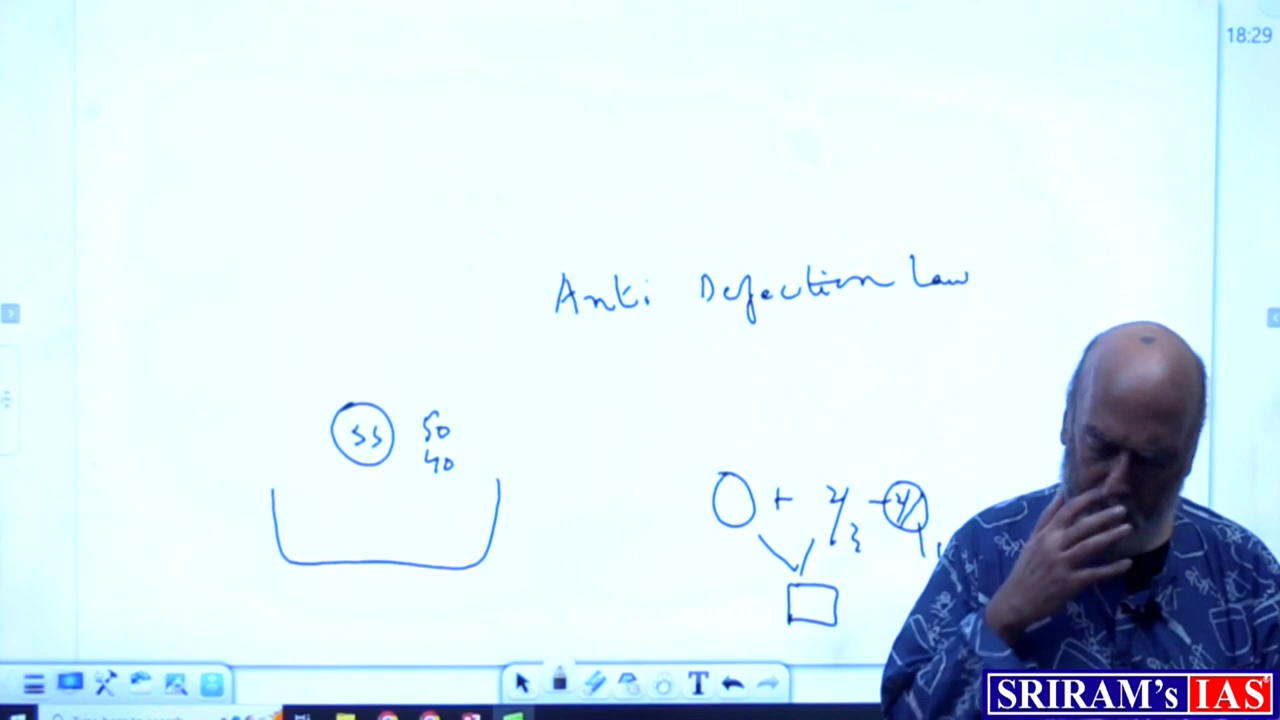 18:29
Anti Defection Law
SS 50
40
+
T
SRIRAM's IAS